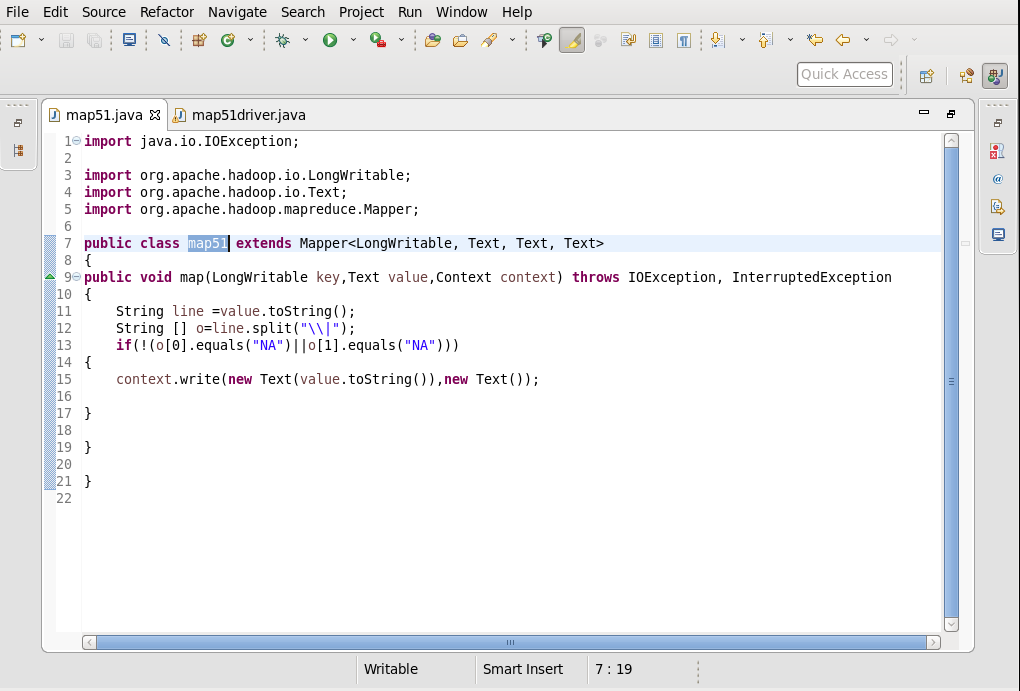 File Edit Source Refactor Navigate Search Project Run Window Help
Quick Access
map51.java map51driver.java
1 import java.io.IOException;
2
3 import org.apache.hadoop.io.LongWritable;
4 import org.apache.hadoop.io.Text;
5 import org.apache.hadoop.mapreduce.Mapper;
6
7 public class map51 extends Mapper<LongWritable, Text, Text, Text>
8 {
9 public void map(LongWritable key,Text value,Context context) throws IOException, InterruptedException
10 {
11     String line =value.toString();
12     String [] o=line.split("\\|");
13     if(!(o[0].equals("NA")||o[1].equals("NA")))
14 {
15     context.write(new Text(value.toString()),new Text());
16
17 }
18
19 }
20
21 }
22
Writable Smart Insert 7 : 19